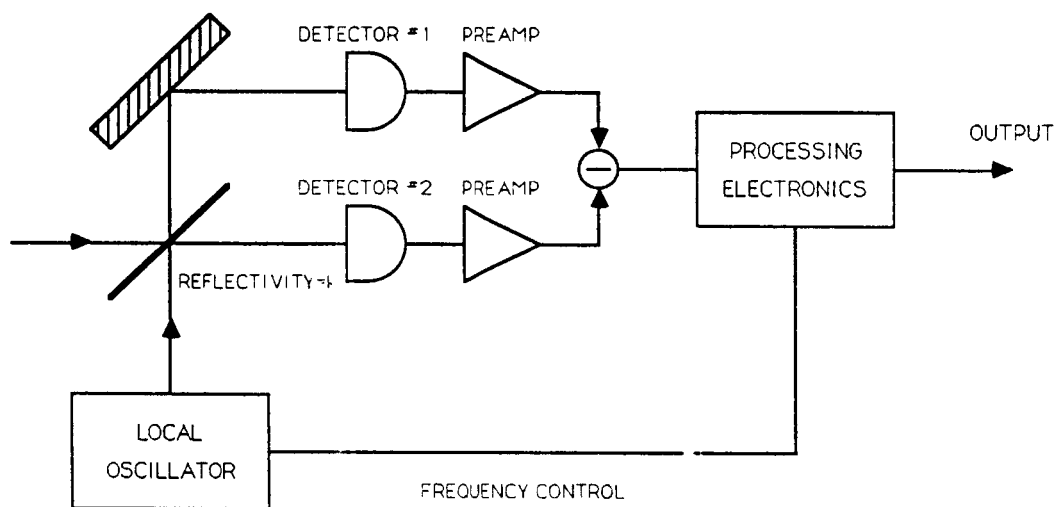 DETECTOR #1 PREAMP
OUTPUT
PROCESSING
ELECTRONICS
DETECTOR #2 PREAMP
REFLECTIVITY=
LOCAL
OSCILLATOR
FREQUENCY CONTROL